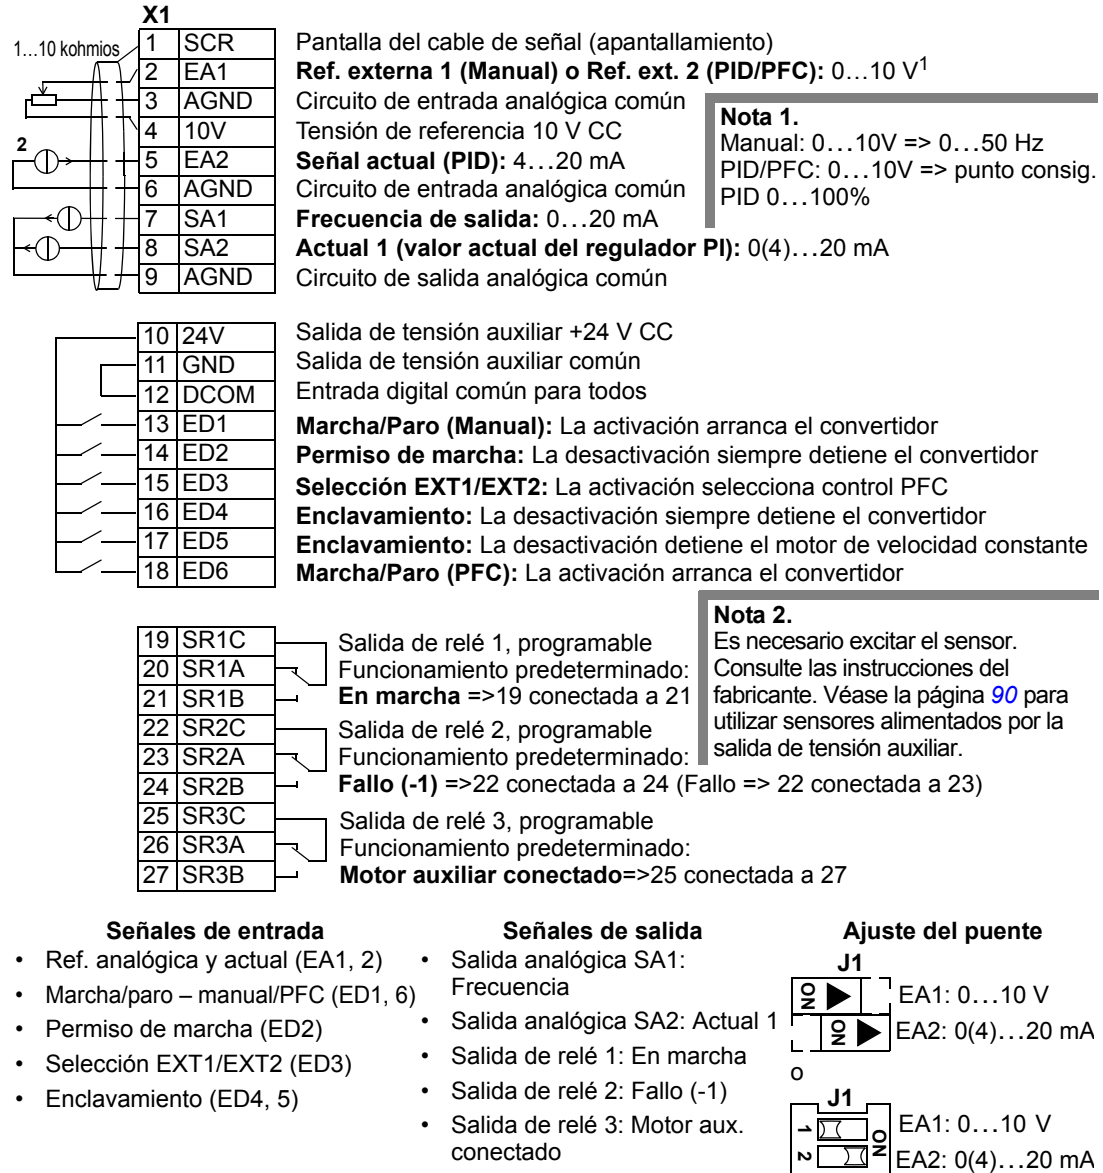 X1
1…10 kohmios
1 SCR Pantalla del cable de señal (apantallamiento)
2 EA1 Ref. externa 1 (Manual) o Ref. ext. 2 (PID/PFC): 0…10 V1
3 AGND Circuito de entrada analógica común
4 10V Tensión de referencia 10 V CC
2
5 EA2 Señal actual (PID): 4…20 mA
6 AGND Circuito de entrada analógica común
7 SA1 Frecuencia de salida: 0…20 mA
8 SA2 Actual 1 (valor actual del regulador PI): 0(4)…20 mA
9 AGND Circuito de salida analógica común
Nota 1.
Manual: 0…10V => 0…50 Hz
PID/PFC: 0…10V => punto consig.
PID 0…100%
10 24V Salida de tensión auxiliar +24 V CC
11 GND Salida de tensión auxiliar común
12 DCOM Entrada digital común para todos
13 ED1 Marcha/Paro (Manual): La activación arranca el convertidor
14 ED2 Permiso de marcha: La desactivación siempre detiene el convertidor
15 ED3 Selección EXT1/EXT2: La activación selecciona control PFC
16 ED4 Enclavamiento: La desactivación siempre detiene el convertidor
17 ED5 Enclavamiento: La desactivación detiene el motor de velocidad constante
18 ED6 Marcha/Paro (PFC): La activación arranca el convertidor
19 SR1C Salida de relé 1, programable
20 SR1A Funcionamiento predeterminado:
21 SR1B En marcha =>19 conectada a 21
22 SR2C Salida de relé 2, programable
23 SR2A Funcionamiento predeterminado:
24 SR2B Fallo (-1) =>22 conectada a 24 (Fallo => 22 conectada a 23)
25 SR3C Salida de relé 3, programable
26 SR3A Funcionamiento predeterminado:
27 SR3B Motor auxiliar conectado=>25 conectada a 27
Nota 2.
Es necesario excitar el sensor.
Consulte las instrucciones del
fabricante. Véase la página 90 para
utilizar sensores alimentados por la
salida de tensión auxiliar.
Señales de entrada
• Ref. analógica y actual (EA1, 2)
• Marcha/paro – manual/PFC (ED1, 6)
• Permiso de marcha (ED2)
• Selección EXT1/EXT2 (ED3)
• Enclavamiento (ED4, 5)
Señales de salida
• Salida analógica SA1:
Frecuencia
• Salida analógica SA2: Actual 1
• Salida de relé 1: En marcha
• Salida de relé 2: Fallo (-1)
• Salida de relé 3: Motor aux.
conectado
Ajuste del puente
J1
ON EA1: 0…10 V
ON EA2: 0(4)…20 mA
o
J1
1 EA1: 0…10 V
ON
2 EA2: 0(4)…20 mA